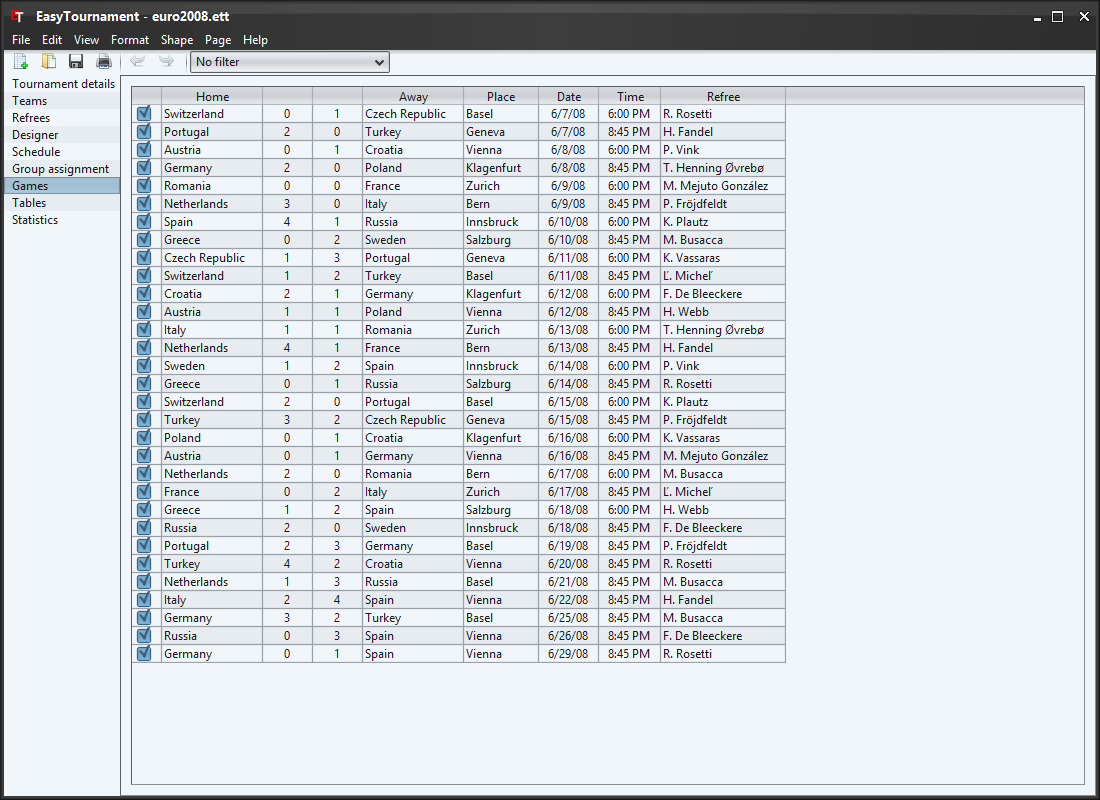 EasyTournament - euro2008.ett
File Edit View Format Shape Page Help
No filter
Tournament details
Teams
Refrees
Designer
Schedule
Group assignment
Games
Tables
Statistics
Home Away Place Date Time Refree
Switzerland 0 1 Czech Republic Basel 6/7/08 6:00 PM R. Rosetti
Portugal 2 0 Turkey Geneva 6/7/08 8:45 PM H. Fandel
Austria 0 1 Croatia Vienna 6/8/08 6:00 PM P. Vink
Germany 2 0 Poland Klagenfurt 6/8/08 8:45 PM T. Henning Øvrebø
Romania 0 0 France Zurich 6/9/08 6:00 PM M. Mejuto González
Netherlands 3 0 Italy Bern 6/9/08 8:45 PM P. Fröjdfeldt
Spain 4 1 Russia Innsbruck 6/10/08 6:00 PM K. Plautz
Greece 0 2 Sweden Salzburg 6/10/08 8:45 PM M. Busacca
Czech Republic 1 3 Portugal Geneva 6/11/08 6:00 PM K. Vassaras
Switzerland 1 2 Turkey Basel 6/11/08 8:45 PM Ľ. Micheľ
Croatia 2 1 Germany Klagenfurt 6/12/08 6:00 PM F. De Bleeckere
Austria 1 1 Poland Vienna 6/12/08 8:45 PM H. Webb
Italy 1 1 Romania Zurich 6/13/08 6:00 PM T. Henning Øvrebø
Netherlands 4 1 France Bern 6/13/08 8:45 PM H. Fandel
Sweden 1 2 Spain Innsbruck 6/14/08 6:00 PM P. Vink
Greece 0 1 Russia Salzburg 6/14/08 8:45 PM R. Rosetti
Switzerland 2 0 Portugal Basel 6/15/08 6:00 PM K. Plautz
Turkey 3 2 Czech Republic Geneva 6/15/08 8:45 PM P. Fröjdfeldt
Poland 0 1 Croatia Klagenfurt 6/16/08 6:00 PM K. Vassaras
Austria 0 1 Germany Vienna 6/16/08 8:45 PM M. Mejuto González
Netherlands 2 0 Romania Bern 6/17/08 6:00 PM M. Busacca
France 0 2 Italy Zurich 6/17/08 8:45 PM Ľ. Micheľ
Greece 1 2 Spain Salzburg 6/18/08 6:00 PM H. Webb
Russia 2 0 Sweden Innsbruck 6/18/08 8:45 PM F. De Bleeckere
Portugal 2 3 Germany Basel 6/19/08 8:45 PM P. Fröjdfeldt
Turkey 4 2 Croatia Vienna 6/20/08 8:45 PM R. Rosetti
Netherlands 1 3 Russia Basel 6/21/08 8:45 PM M. Busacca
Italy 2 4 Spain Vienna 6/22/08 8:45 PM H. Fandel
Germany 3 2 Turkey Basel 6/25/08 8:45 PM M. Busacca
Russia 0 3 Spain Vienna 6/26/08 8:45 PM F. De Bleeckere
Germany 0 1 Spain Vienna 6/29/08 8:45 PM R. Rosetti